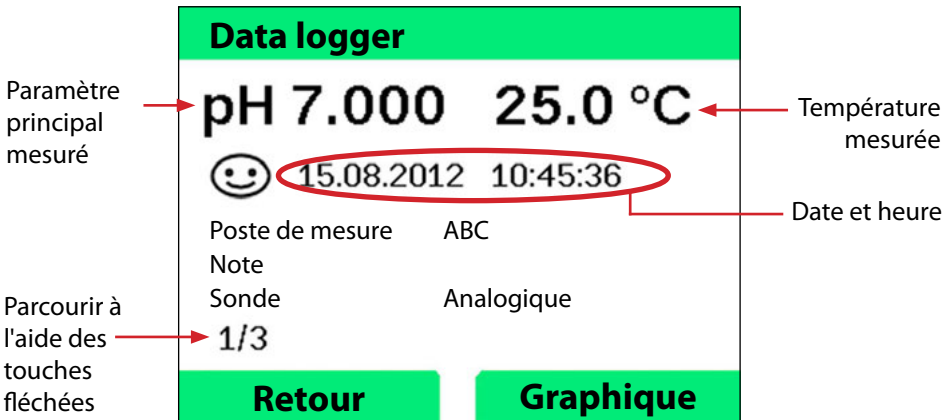 Data logger
Paramètre
principal
mesuré
pH 7.000 25.0 °C
Température
mesurée
15.08.2012 10:45:36
Date et heure
Poste de mesure ABC
Note
Sonde Analogique
Parcourir à
l'aide des
touches
fléchées
1/3
Retour Graphique